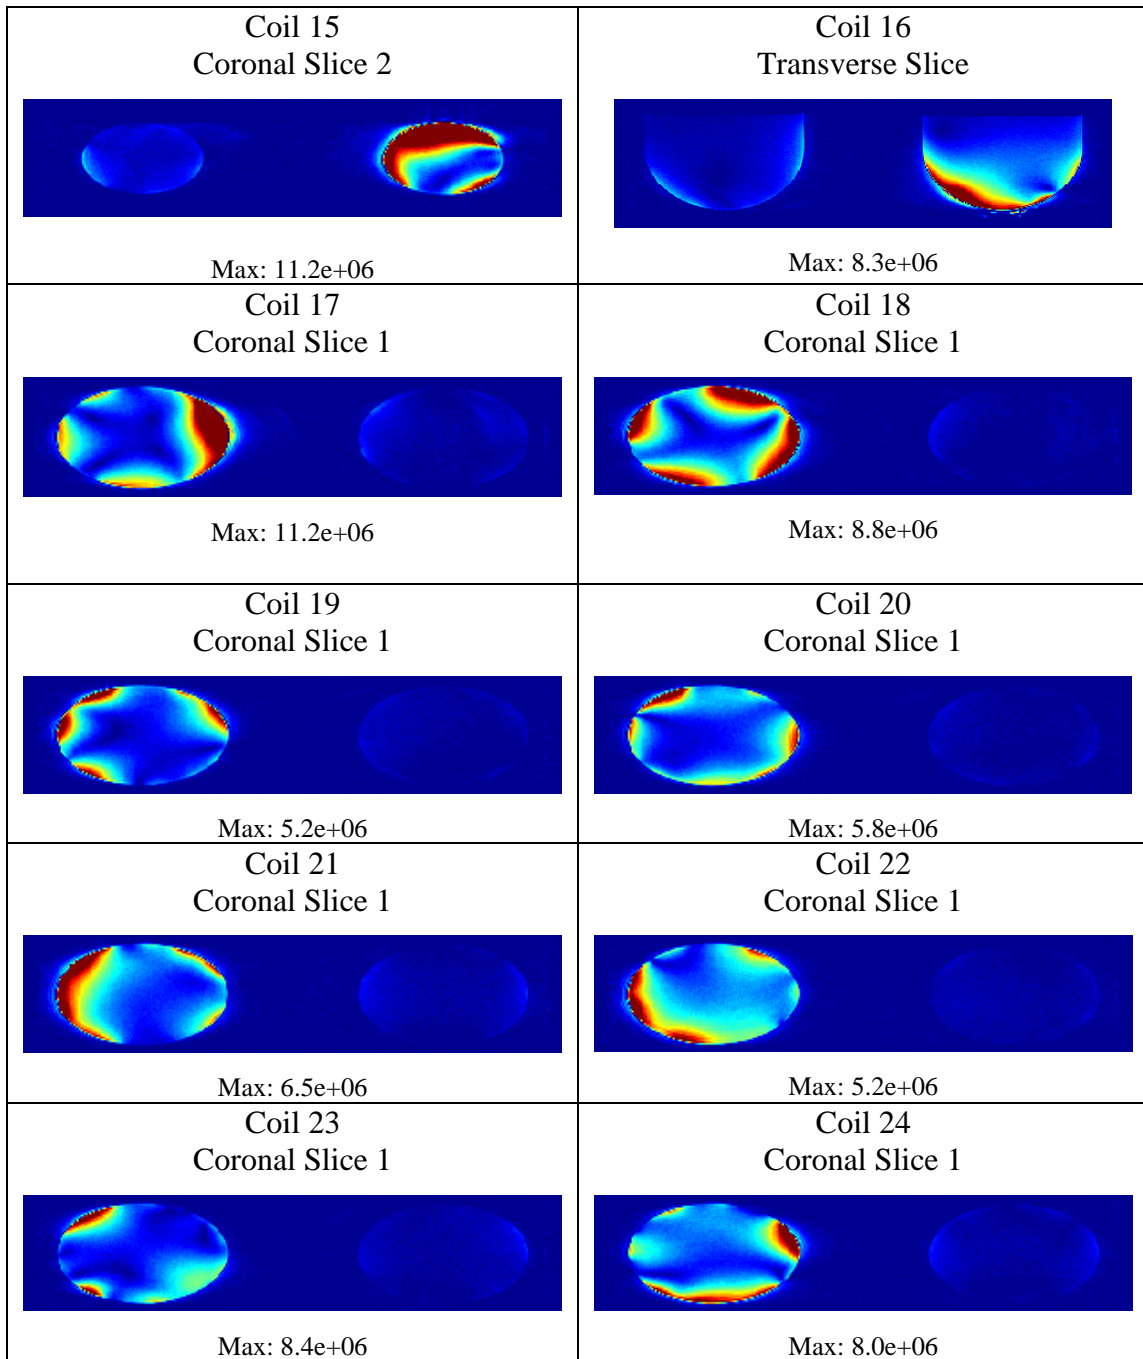 Coil 15
Coronal Slice 2
Max: 11.2e+06
Coil 16
Transverse Slice
Max: 8.3e+06
Coil 17
Coronal Slice 1
Max: 11.2e+06
Coil 18
Coronal Slice 1
Max: 8.8e+06
Coil 19
Coronal Slice 1
Max: 5.2e+06
Coil 20
Coronal Slice 1
Max: 5.8e+06
Coil 21
Coronal Slice 1
Max: 6.5e+06
Coil 22
Coronal Slice 1
Max: 5.2e+06
Coil 23
Coronal Slice 1
Max: 8.4e+06
Coil 24
Coronal Slice 1
Max: 8.0e+06